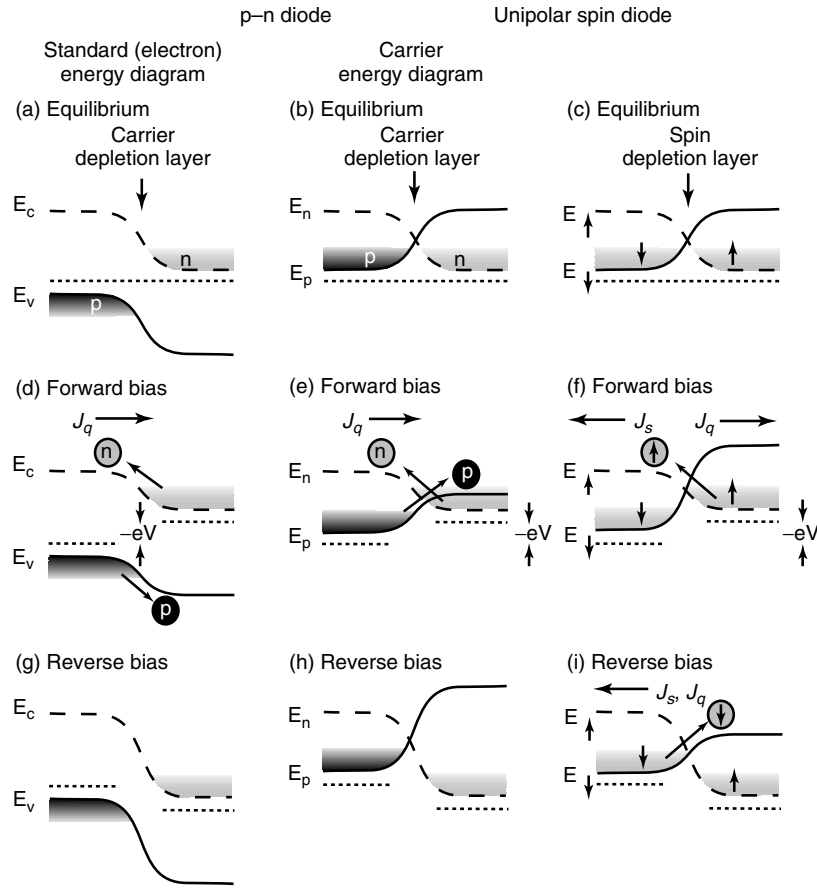 p–n diode
Unipolar spin diode
Standard (electron)
energy diagram
Carrier
energy diagram
(a) Equilibrium
Carrier
depletion layer
E_c
n
E_v
p
(b) Equilibrium
Carrier
depletion layer
E_n
p
n
E_p
(c) Equilibrium
Spin
depletion layer
E
E
(d) Forward bias
J_q
n
E_c
–eV
E_v
p
(e) Forward bias
J_q
n
p
E_n
E_p
–eV
(f) Forward bias
J_s
J_q
E
E
–eV
(g) Reverse bias
E_c
E_v
(h) Reverse bias
E_n
E_p
(i) Reverse bias
J_s, J_q
E
E